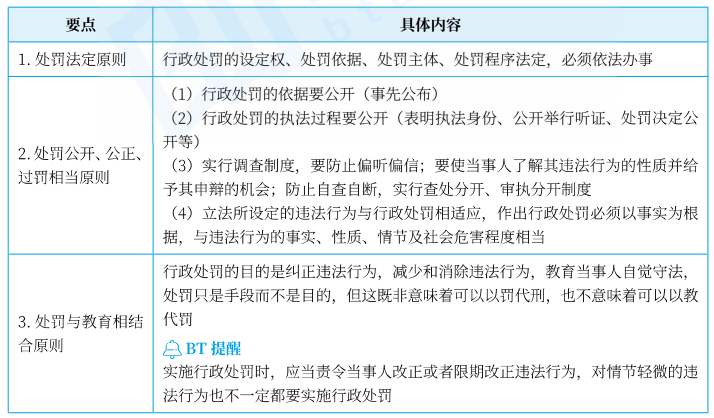 要点
具体内容
1. 处罚法定原则
行政处罚的设定权、处罚依据、处罚主体、处罚程序法定，必须依法办事
2. 处罚公开、公正、
过罚相当原则
（1）行政处罚的依据要公开（事先公布）
（2）行政处罚的执法过程要公开（表明执法身份、公开举行听证、处罚决定公
开等）
（3）实行调查制度，要防止偏听偏信；要使当事人了解其违法行为的性质并给
予其申辩的机会；防止自查自断，实行查处分开、审执分开制度
（4）立法所设定的违法行为与行政处罚相适应，作出行政处罚必须以事实为根
据，与违法行为的事实、性质、情节及社会危害程度相当
3. 处罚与教育相结
合原则
行政处罚的目的是纠正违法行为，减少和消除违法行为，教育当事人自觉守法，
处罚只是手段而不是目的，但这既非意味着可以以罚代刑，也不意味着可以以教
代罚
BT 提醒
实施行政处罚时，应当责令当事人改正或者限期改正违法行为，对情节轻微的违
法行为也不一定都要实施行政处罚